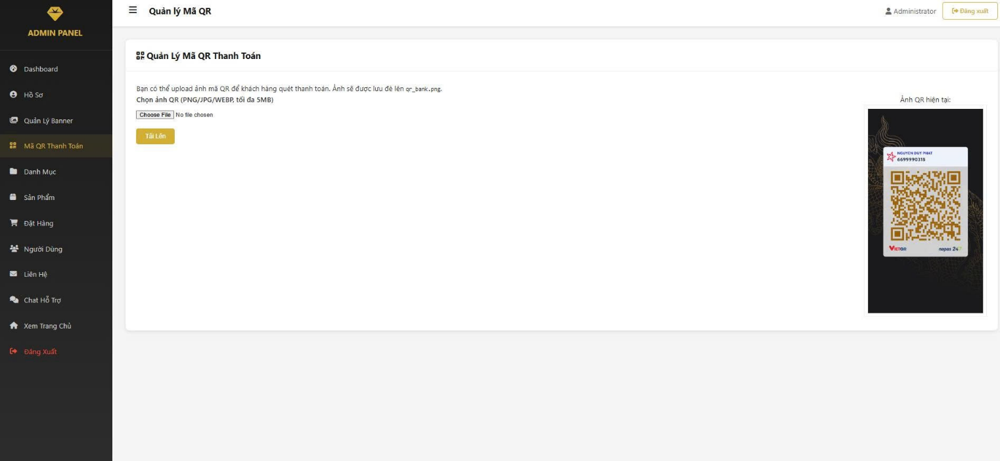 ADMIN PANEL
Dashboard
Hồ Sơ
Quản Lý Banner
Mã QR Thanh Toán
Danh Mục
Sản Phẩm
Đặt Hàng
Người Dùng
Liên Hệ
Chat Hỗ Trợ
Xem Trang Chủ
Đăng Xuất
Quản lý Mã QR
Administrator
Đăng xuất
Quản Lý Mã QR Thanh Toán
Bạn có thể upload ảnh mã QR để khách hàng quét thanh toán. Ảnh sẽ được lưu đè lên qr_bank.png.
Chọn ảnh QR (PNG/JPG/WEBP, tối đa 5MB)
Choose File No file chosen
Tải Lên
Ảnh QR hiện tại:
NGUYEN DUY PHAT
6699990318
VIETQR
napas 247